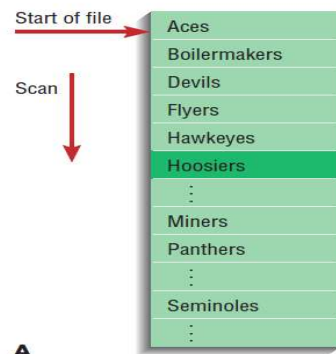 Start of file
Scan
Aces
Boilermakers
Devils
Flyers
Hawkeyes
Hoosiers
⋮
Miners
Panthers
⋮
Seminoles
⋮
A